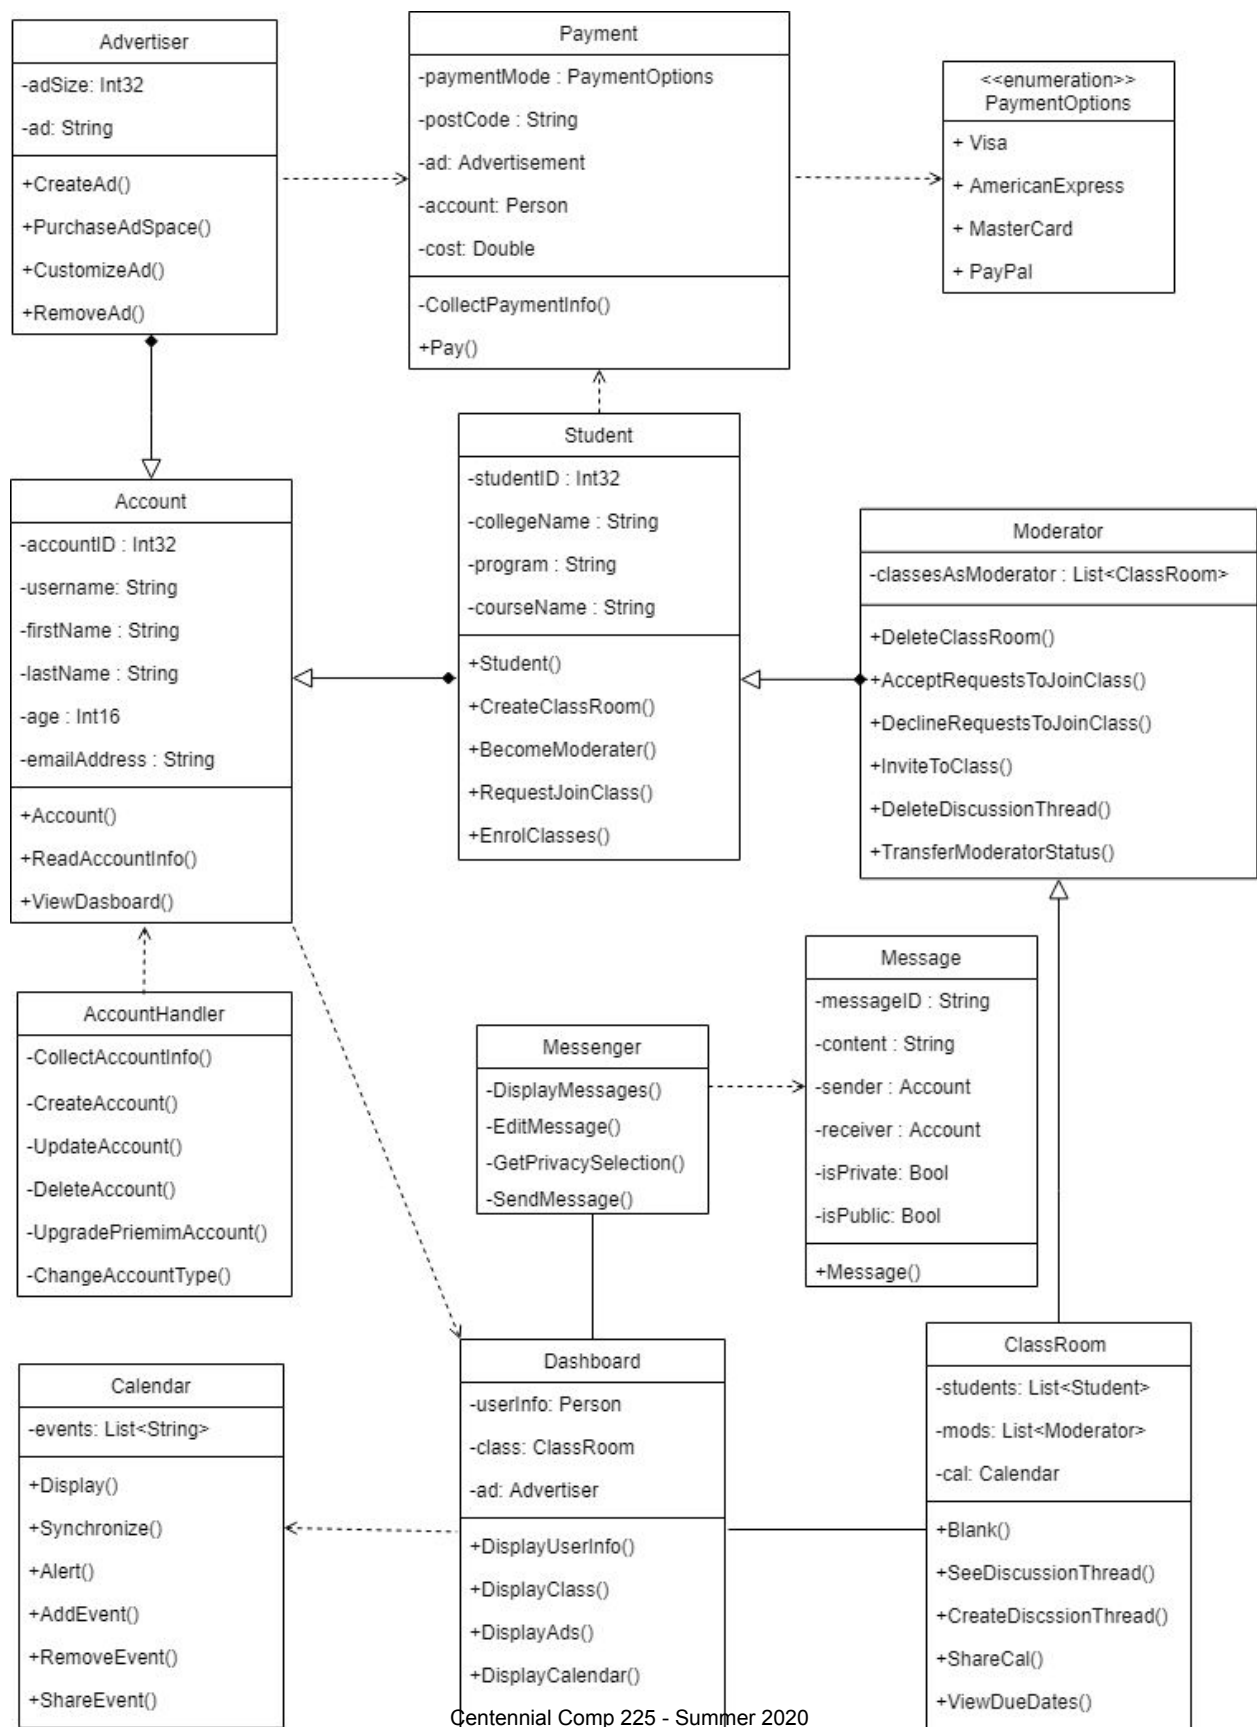 Advertiser
-adSize: Int32
-ad: String
+CreateAd()
+PurchaseAdSpace()
+CustomizeAd()
+RemoveAd()
Payment
-paymentMode : PaymentOptions
-postCode : String
-ad: Advertisement
-account: Person
-cost: Double
-CollectPaymentInfo()
+Pay()
<<enumeration>>
PaymentOptions
+ Visa
+ AmericanExpress
+ MasterCard
+ PayPal
Account
-accountID : Int32
-username: String
-firstName : String
-lastName : String
-age : Int16
-emailAddress : String
+Account()
+ReadAccountInfo()
+ViewDasboard()
Student
-studentID : Int32
-collegeName : String
-program : String
-courseName : String
+Student()
+CreateClassRoom()
+BecomeModerater()
+RequestJoinClass()
+EnrolClasses()
Moderator
-classesAsModerator : List<ClassRoom>
+DeleteClassRoom()
+AcceptRequestsToJoinClass()
+DeclineRequestsToJoinClass()
+InviteToClass()
+DeleteDiscussionThread()
+TransferModeratorStatus()
AccountHandler
-CollectAccountInfo()
-CreateAccount()
-UpdateAccount()
-DeleteAccount()
-UpgradePriemimAccount()
-ChangeAccountType()
Messenger
-DisplayMessages()
-EditMessage()
-GetPrivacySelection()
-SendMessage()
Message
-messageID : String
-content : String
-sender : Account
-receiver : Account
-isPrivate: Bool
-isPublic: Bool
+Message()
Calendar
-events: List<String>
+Display()
+Synchronize()
+Alert()
+AddEvent()
+RemoveEvent()
+ShareEvent()
Dashboard
-userInfo: Person
-class: ClassRoom
-ad: Advertiser
+DisplayUserInfo()
+DisplayClass()
+DisplayAds()
+DisplayCalendar()
ClassRoom
-students: List<Student>
-mods: List<Moderator>
-cal: Calendar
+Blank()
+SeeDiscussionThread()
+CreateDiscssionThread()
+ShareCal()
+ViewDueDates()
Centennial Comp 225 - Summer 2020